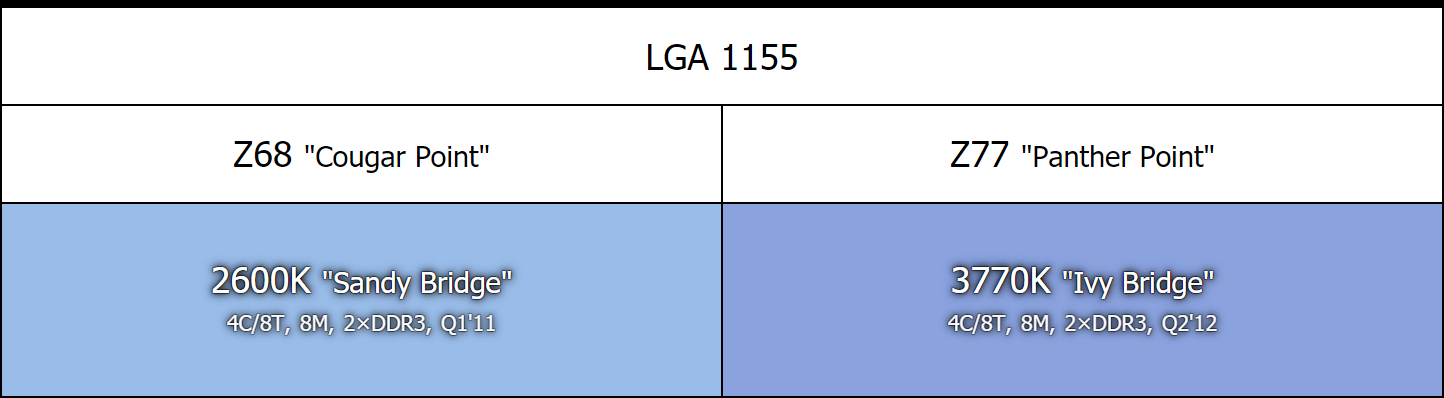 LGA 1155
Z68 "Cougar Point"
Z77 "Panther Point"
2600K "Sandy Bridge"
4C/8T, 8M, 2×DDR3, Q1'11
3770K "Ivy Bridge"
4C/8T, 8M, 2×DDR3, Q2'12